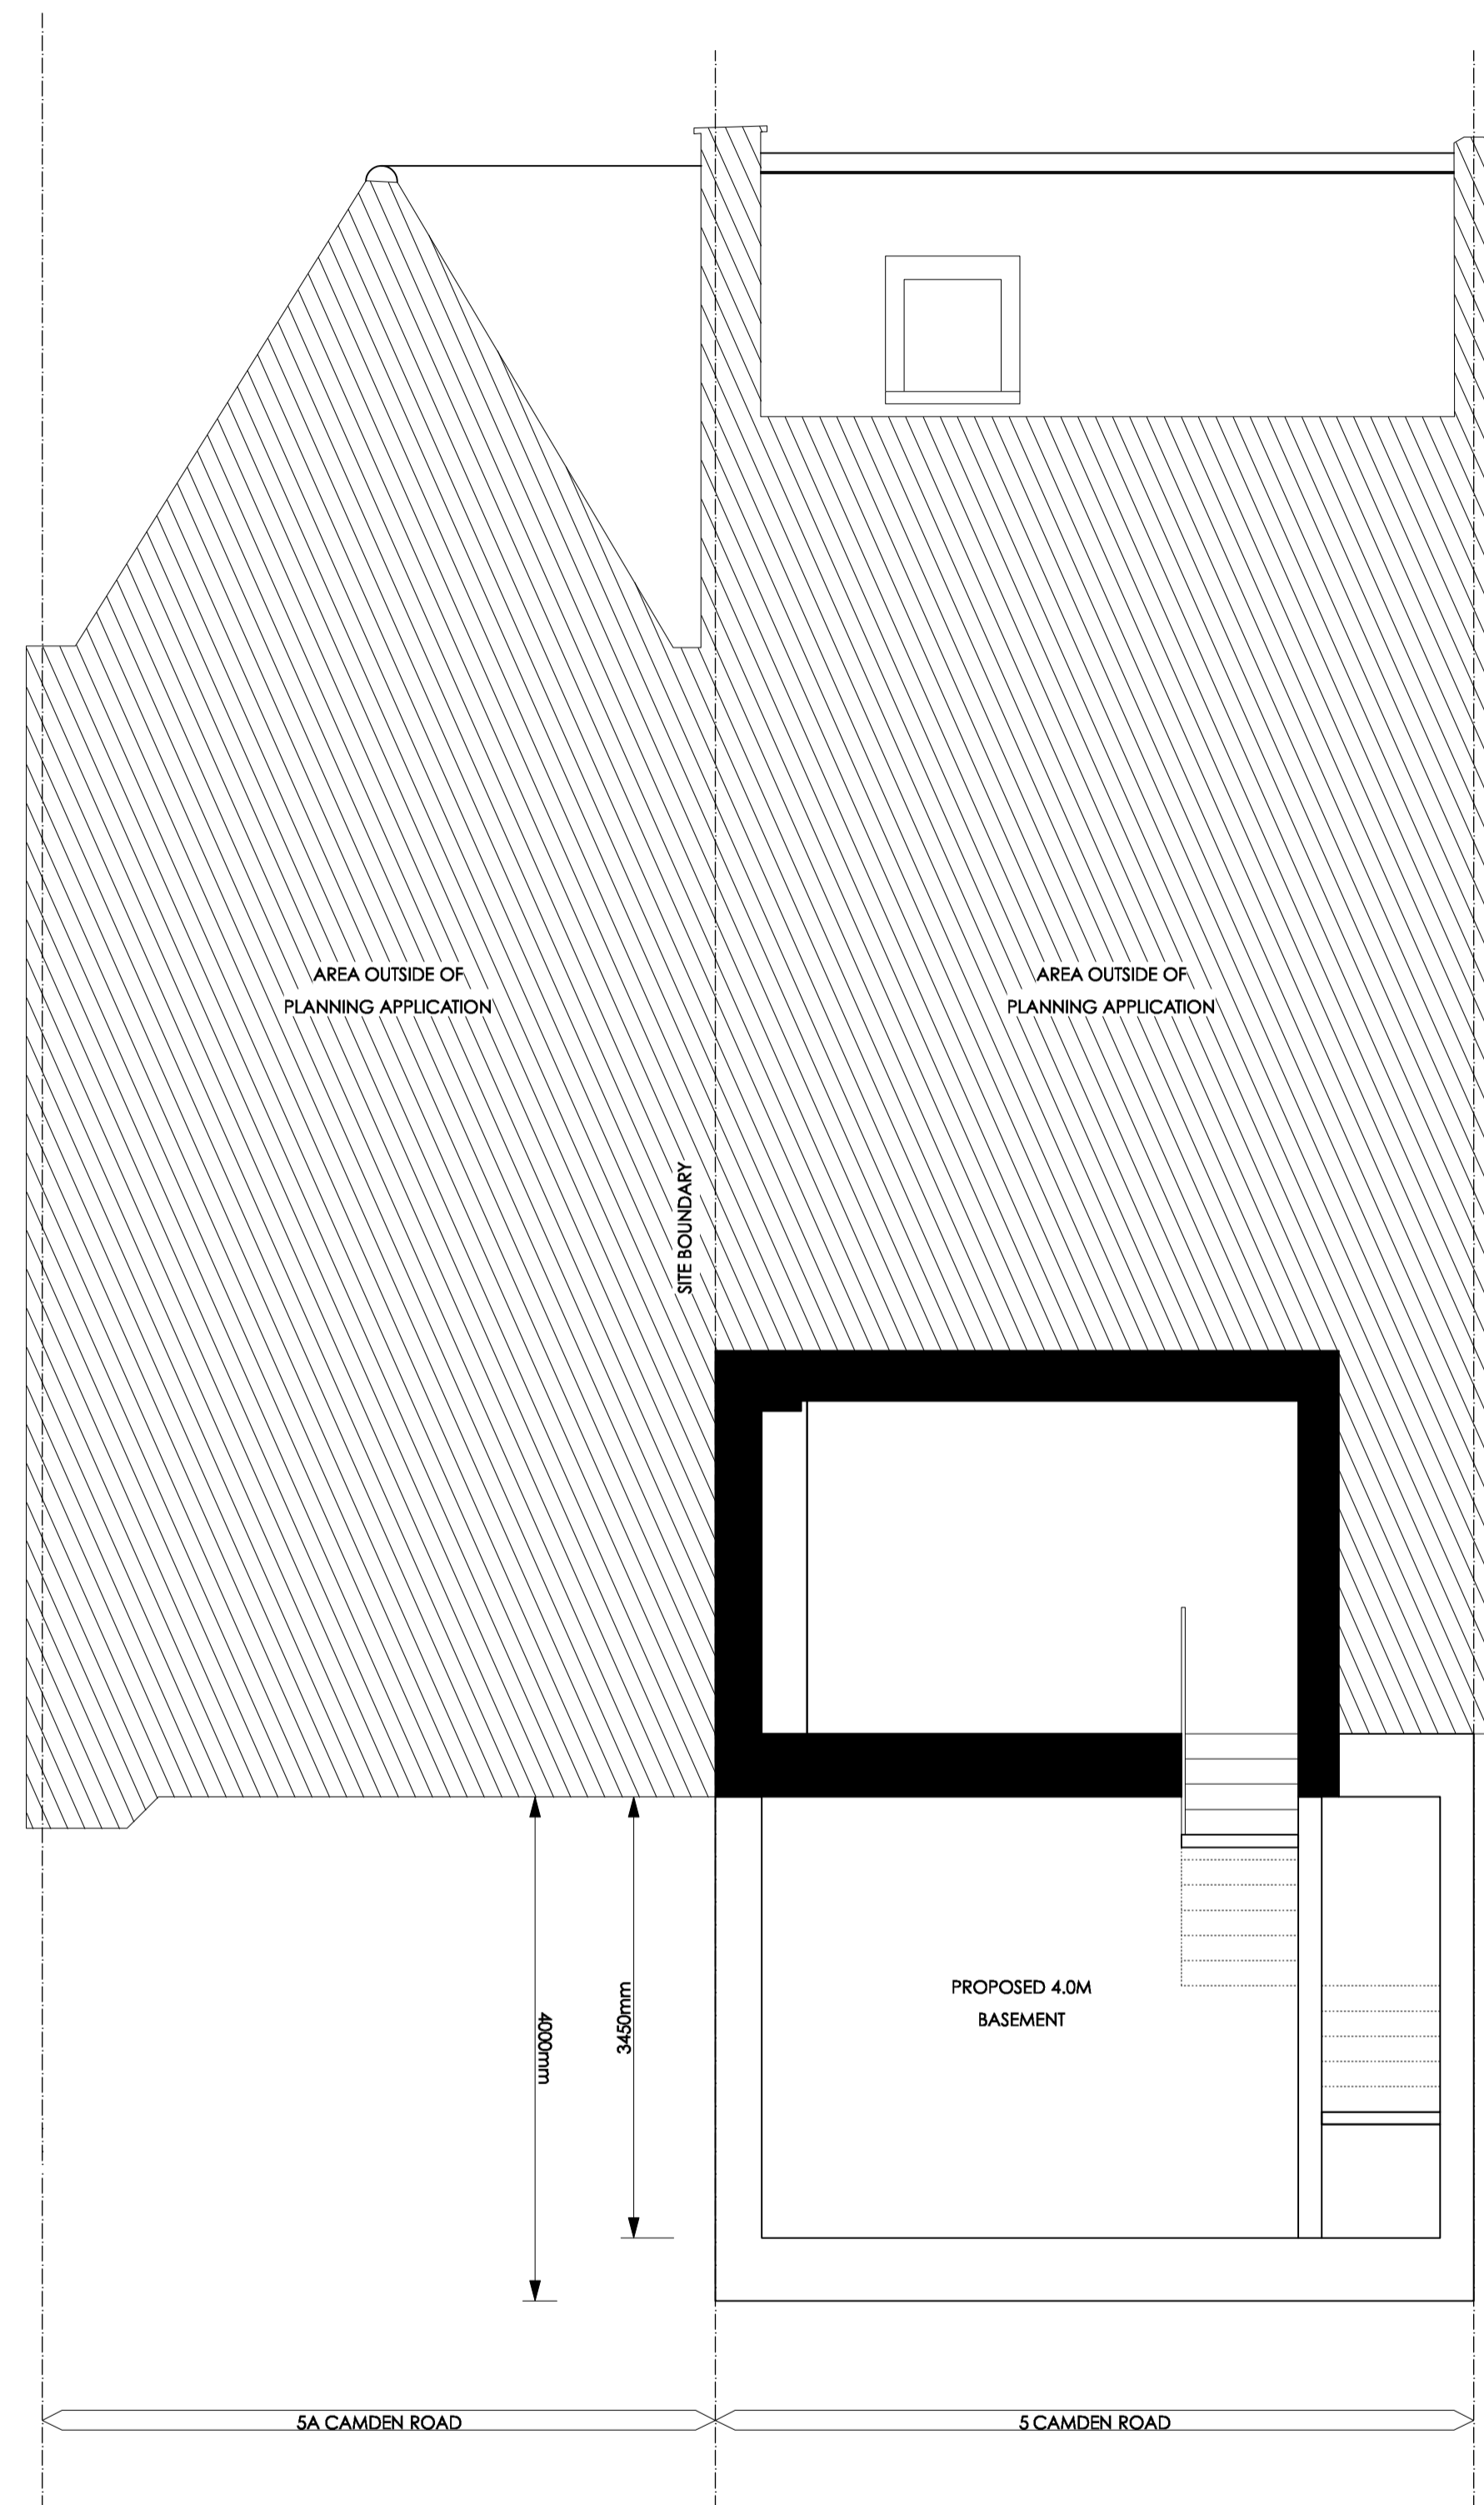 AREA OUTSIDE OF
PLANNING APPLICATION
AREA OUTSIDE OF
PLANNING APPLICATION
SITE BOUNDARY
PROPOSED 4.0M
BASEMENT
4000mm
3450mm
5A CAMDEN ROAD
5 CAMDEN ROAD